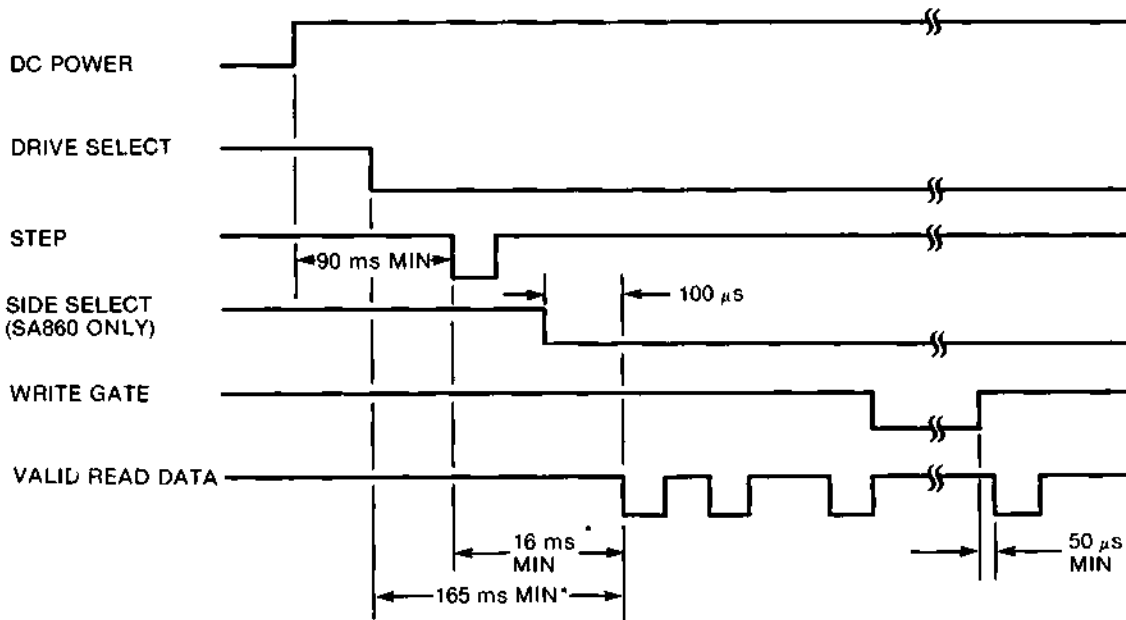 DC POWER
DRIVE SELECT
STEP
90 ms MIN
SIDE SELECT
(SA860 ONLY)
100 μs
WRITE GATE
VALID READ DATA
16 ms*
MIN
50 μs
MIN
165 ms MIN*